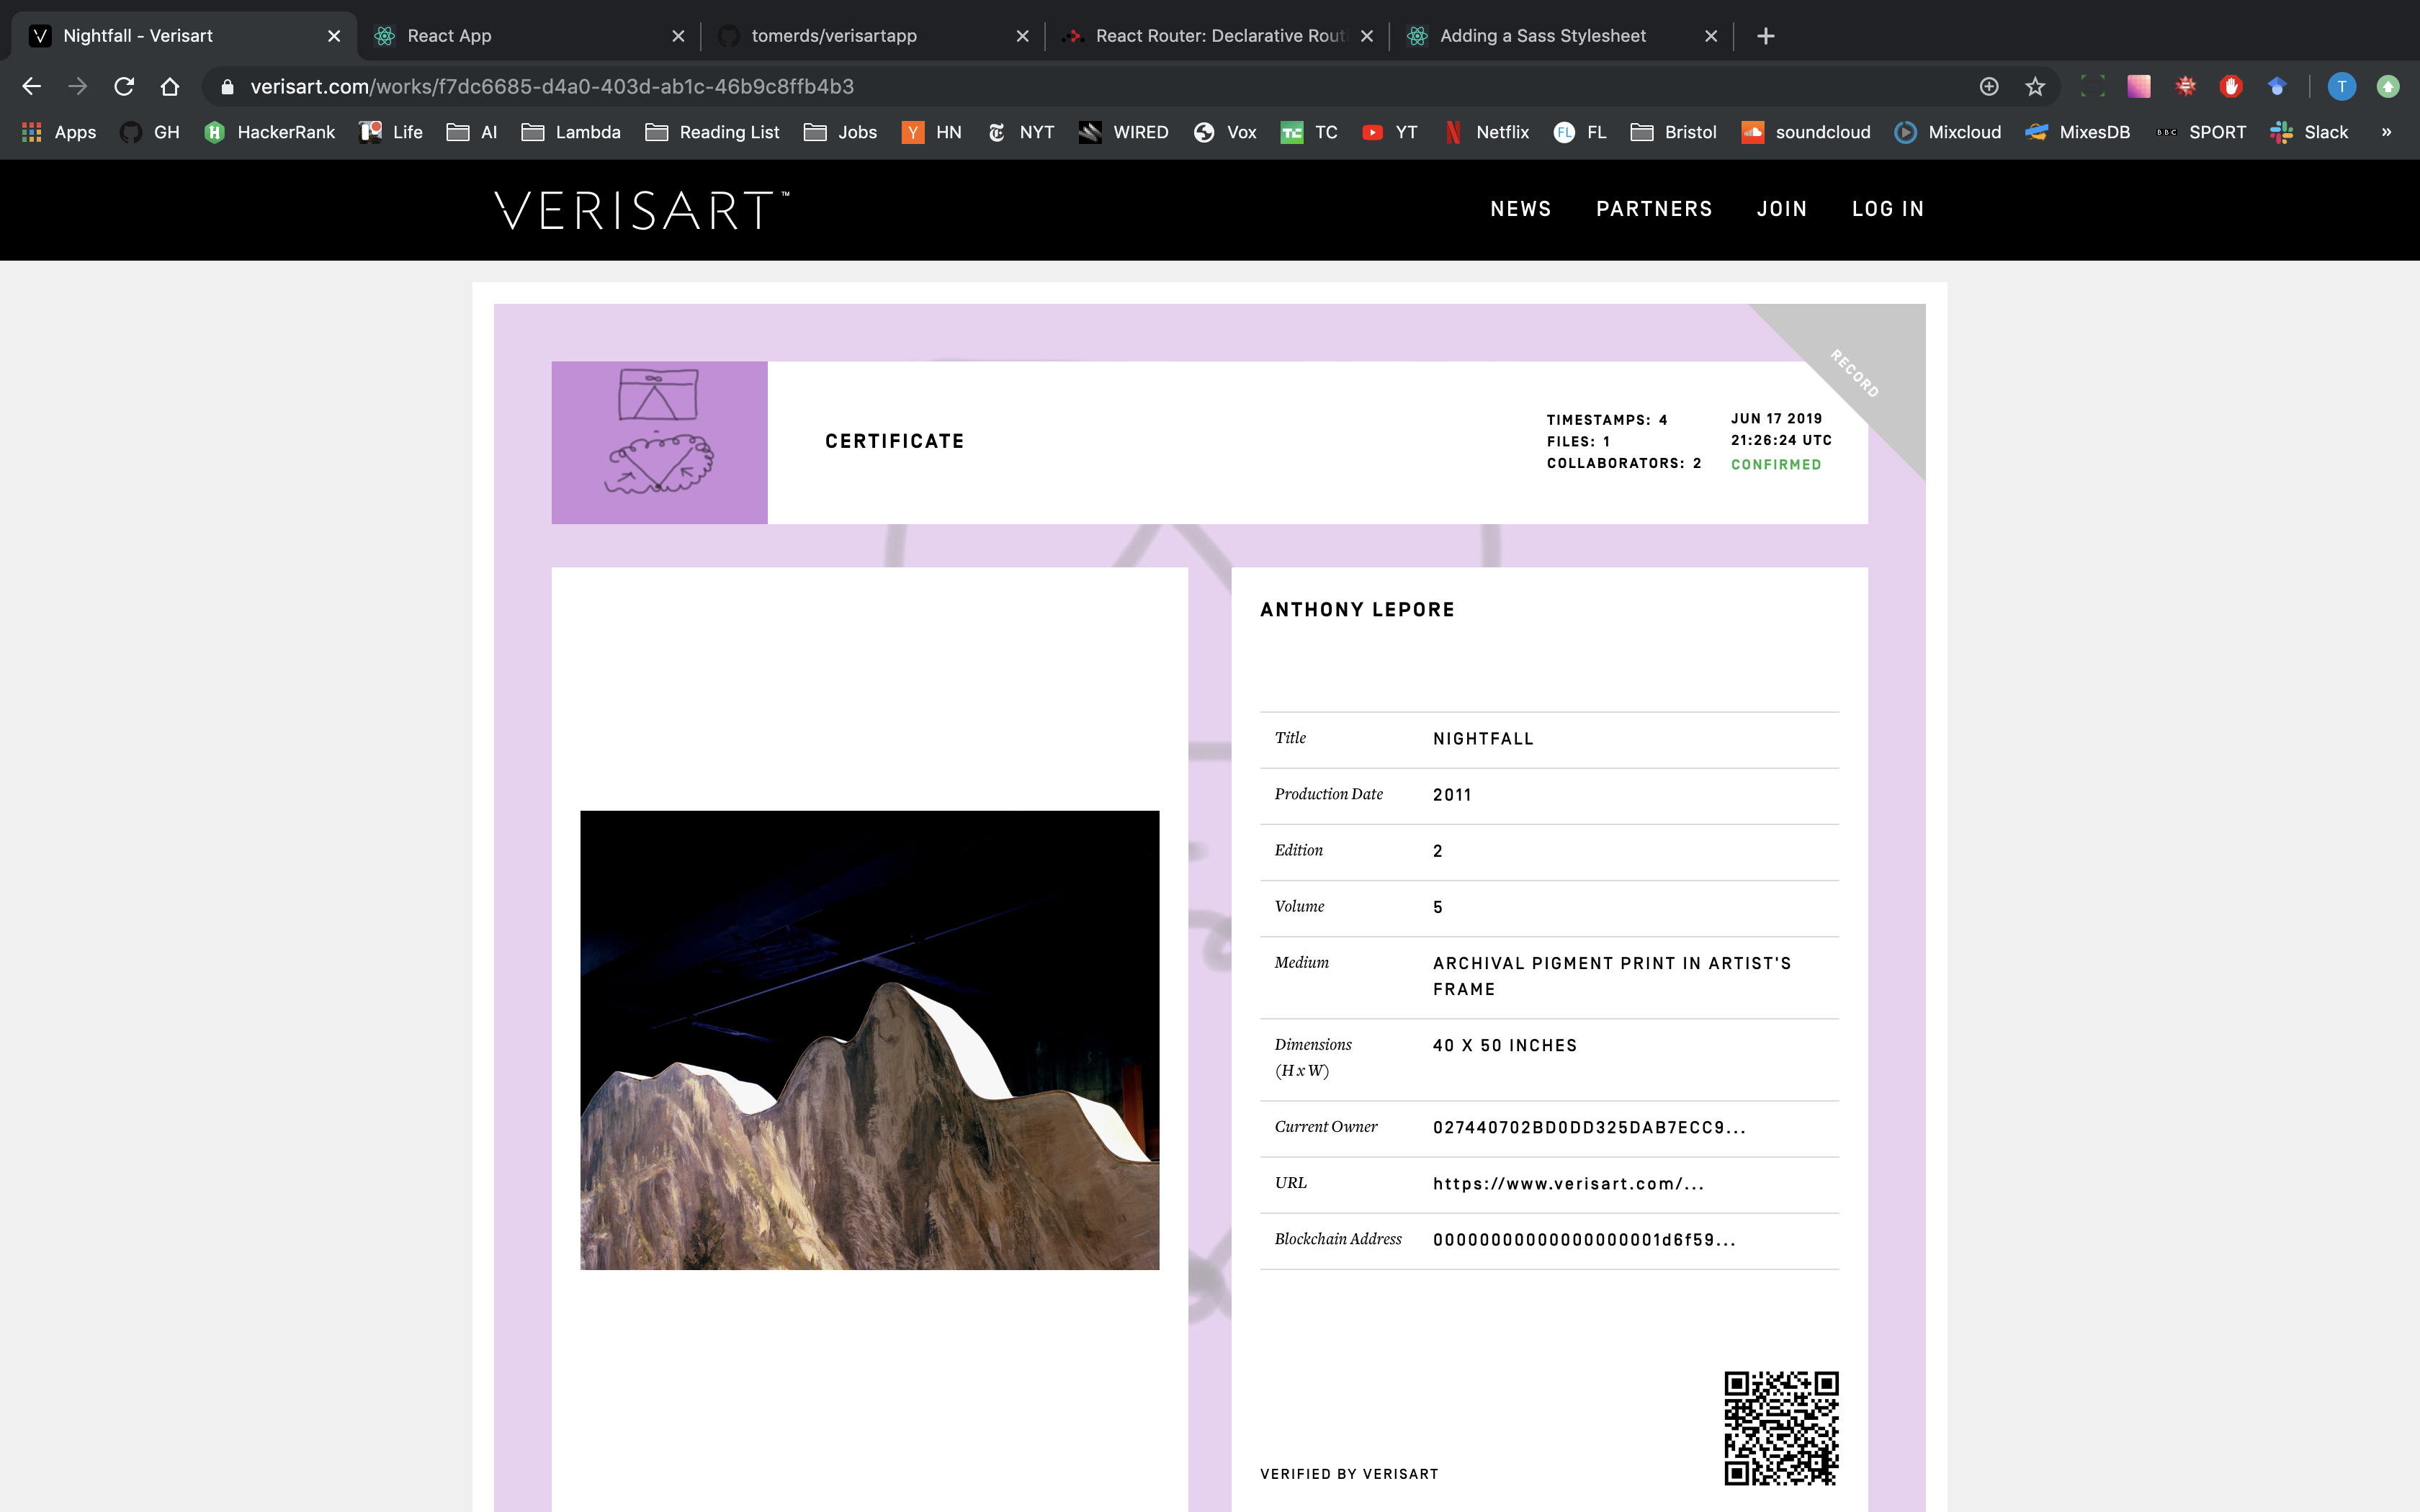 Nightfall - Verisart
React App
tomerds/verisartapp
React Router: Declarative Routi
Adding a Sass Stylesheet
verisart.com/works/f7dc6685-d4a0-403d-ab1c-46b9c8ffb4b3
T
Apps GH HackerRank Life AI Lambda Reading List Jobs HN NYT WIRED Vox TC YT Netflix FL Bristol soundcloud Mixcloud MixesDB BBC SPORT Slack »
VERISART™
NEWS PARTNERS JOIN LOG IN
RECORD
CERTIFICATE
TIMESTAMPS: 4
FILES: 1
COLLABORATORS: 2
JUN 17 2019
21:26:24 UTC
CONFIRMED
ANTHONY LEPORE
Title NIGHTFALL
Production Date 2011
Edition 2
Volume 5
Medium ARCHIVAL PIGMENT PRINT IN ARTIST'S
FRAME
Dimensions 40 X 50 INCHES
(H x W)
Current Owner 027440702BD0DD325DAB7ECC9...
URL https://www.verisart.com/...
Blockchain Address 00000000000000000001d6f59...
VERIFIED BY VERISART